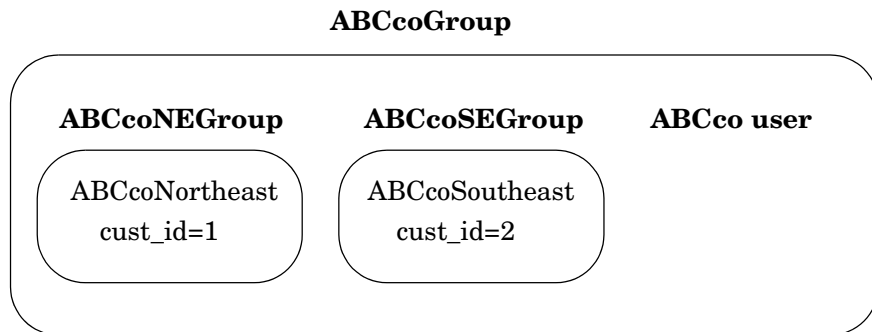 ABCcoGroup
ABCcoNEGroup
ABCcoSEGroup
ABCco user
ABCcoNortheast
cust_id=1
ABCcoSoutheast
cust_id=2